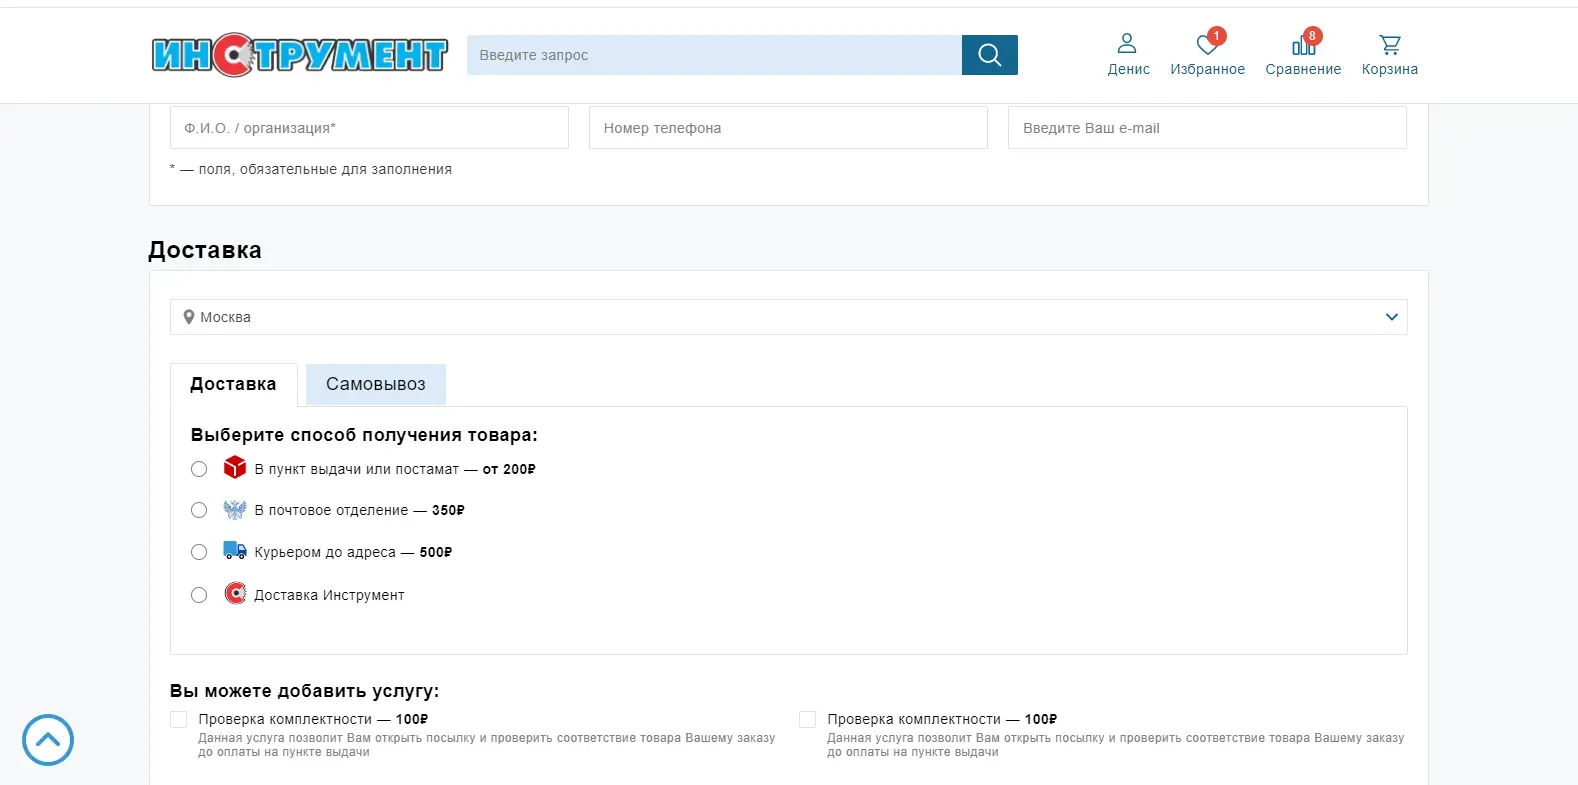 ИНСТРУМЕНТ
Введите запрос
Денис
1
Избранное
8
Сравнение
Корзина
Ф.И.О. / организация*
Номер телефона
Введите Ваш e-mail
* — поля, обязательные для заполнения
Доставка
Москва
Доставка
Самовывоз
Выберите способ получения товара:
В пункт выдачи или постамат — от 200₽
В почтовое отделение — 350₽
Курьером до адреса — 500₽
Доставка Инструмент
Вы можете добавить услугу:
Проверка комплектности — 100₽
Данная услуга позволит Вам открыть посылку и проверить соответствие товара Вашему заказу
до оплаты на пункте выдачи
Проверка комплектности — 100₽
Данная услуга позволит Вам открыть посылку и проверить соответствие товара Вашему заказу
до оплаты на пункте выдачи